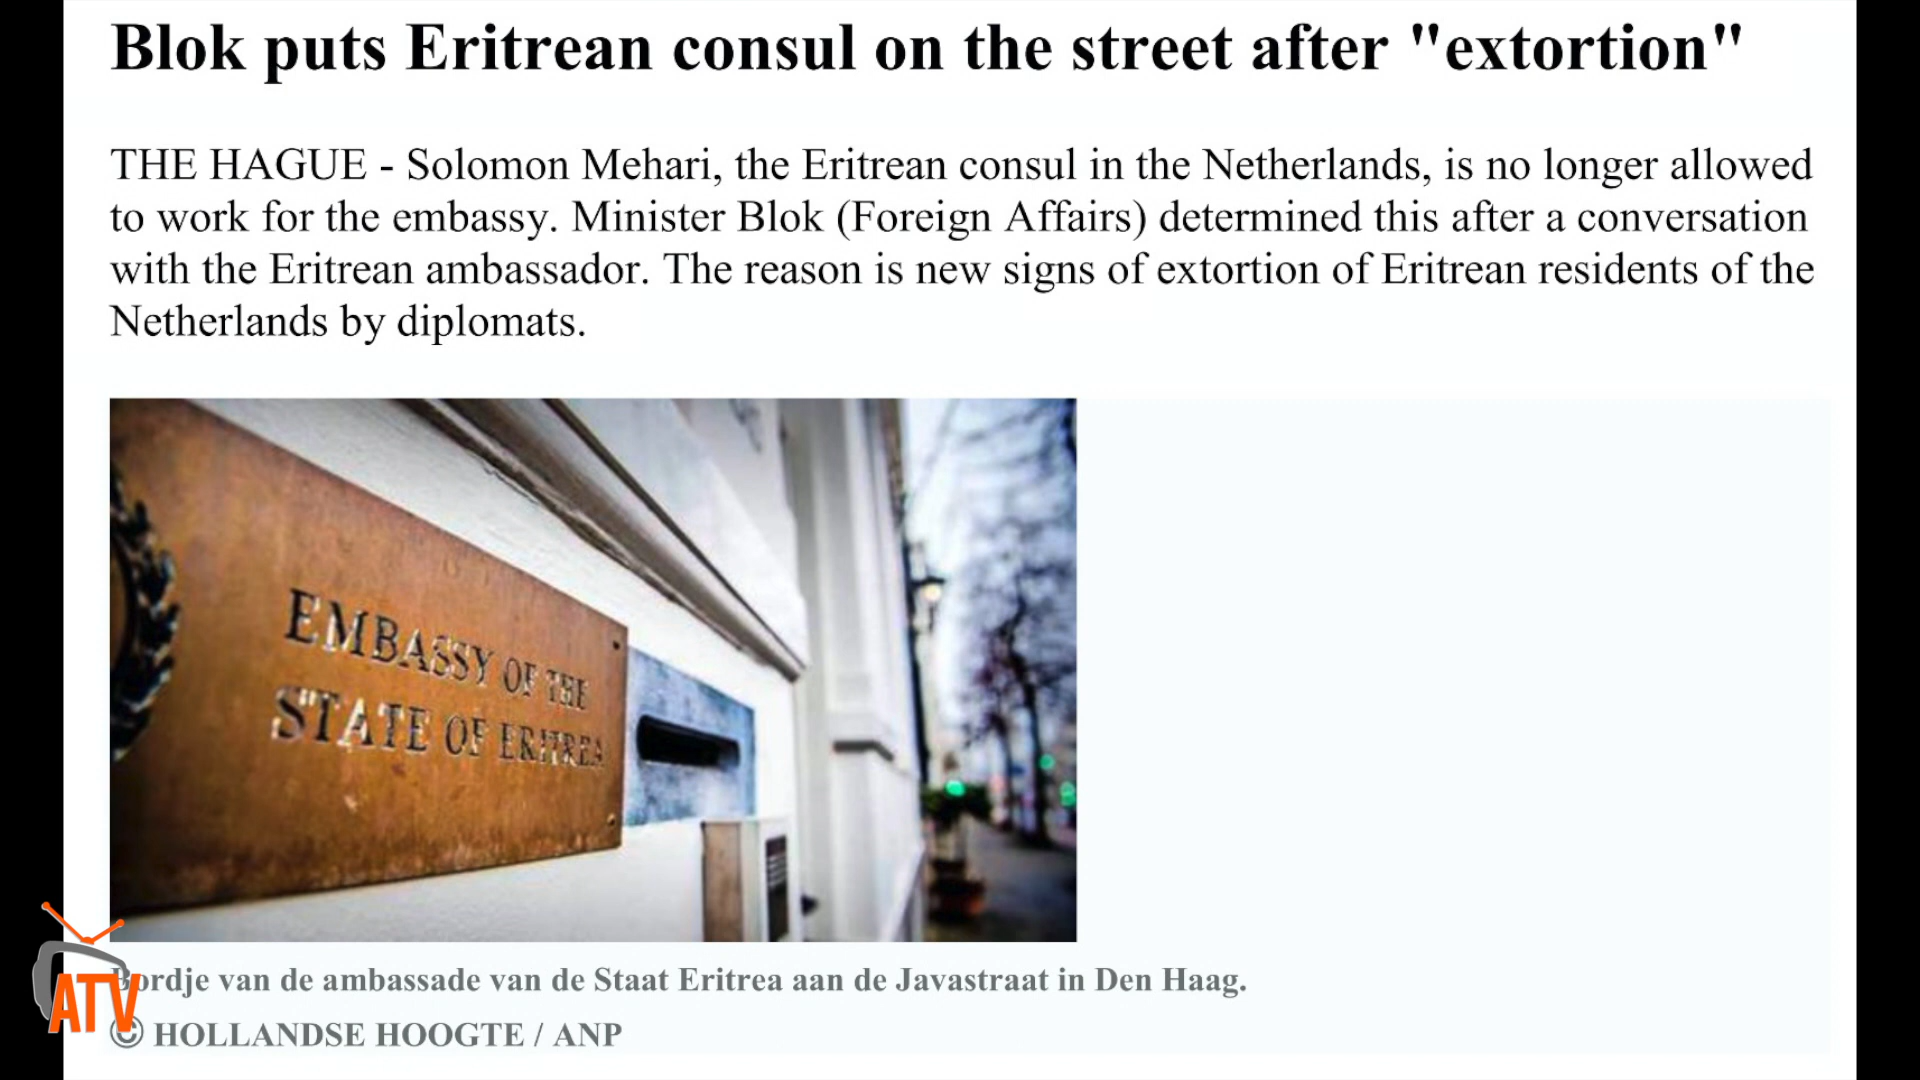 Blok puts Eritrean consul on the street after "extortion"
THE HAGUE - Solomon Mehari, the Eritrean consul in the Netherlands, is no longer allowed
to work for the embassy. Minister Blok (Foreign Affairs) determined this after a conversation
with the Eritrean ambassador. The reason is new signs of extortion of Eritrean residents of the
Netherlands by diplomats.
EMBASSY OF THE
STATE OF ERITREA
Bordje van de ambassade van de Staat Eritrea aan de Javastraat in Den Haag.
ATV
© HOLLANDSE HOOGTE / ANP